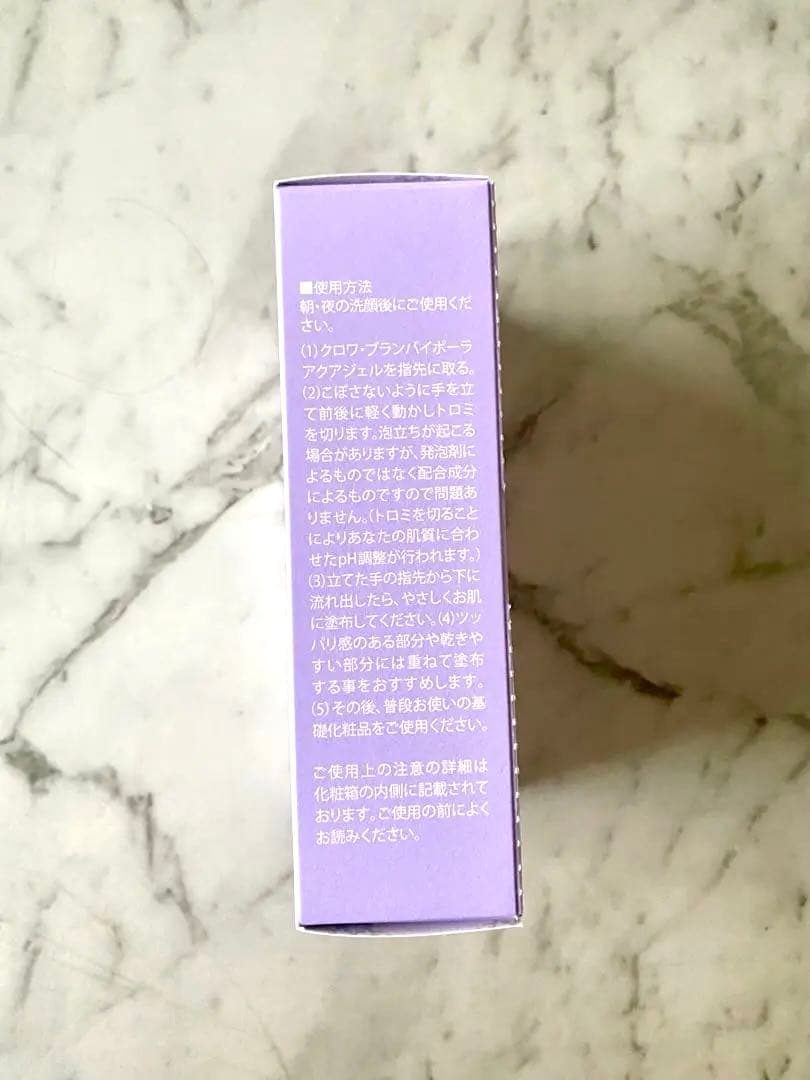 ■使用方法
朝・夜の洗顔後にご使用くだ
さい。
(1)クロワ・ブランバイポーラ
アクアジェルを指先に取る。
(2)こぼさないように手を立
て前後に軽く動かしトロミ
を切ります。泡立ちが起こる
場合がありますが、発泡剤に
よるものではなく配合成分
によるものですので問題あ
りません。(トロミを切ること
によりあなたの肌質に合わ
せたpH調整が行われます。)
(3)立てた手の指先から下に
流れ出したら、やさしくお肌
に塗布してください。(4)ツッ
パリ感のある部分や乾きや
すい部分には重ねて塗布
する事をおすすめします。
(5)その後、普段お使いの基
礎化粧品をご使用ください。
ご使用上の注意の詳細は
化粧箱の内側に記載されて
おります。ご使用の前によく
お読みください。